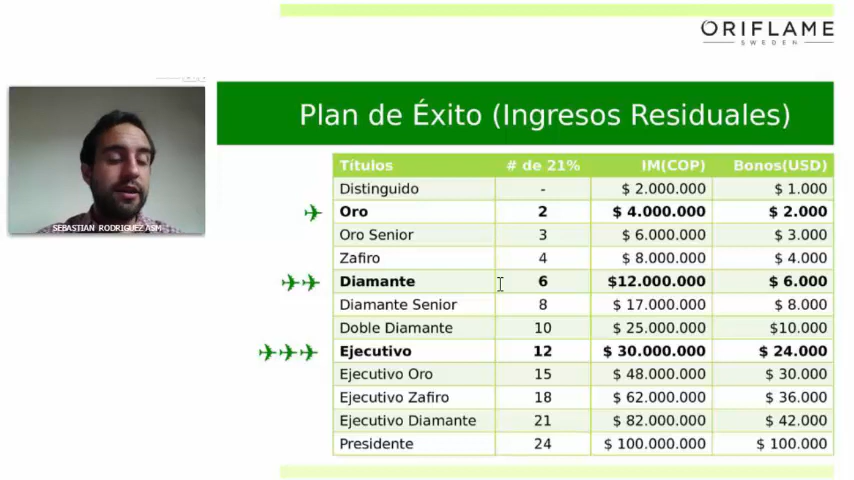 ORIFLAME
SWEDEN
Plan de Éxito (Ingresos Residuales)
SEBASTIAN RODRIGUEZ ASM
Títulos # de 21% IM(COP) Bonos(USD)
Distinguido - $ 2.000.000 $ 1.000
Oro 2 $ 4.000.000 $ 2.000
Oro Senior 3 $ 6.000.000 $ 3.000
Zafiro 4 $ 8.000.000 $ 4.000
Diamante 6 $12.000.000 $ 6.000
Diamante Senior 8 $ 17.000.000 $ 8.000
Doble Diamante 10 $ 25.000.000 $10.000
Ejecutivo 12 $ 30.000.000 $ 24.000
Ejecutivo Oro 15 $ 48.000.000 $ 30.000
Ejecutivo Zafiro 18 $ 62.000.000 $ 36.000
Ejecutivo Diamante 21 $ 82.000.000 $ 42.000
Presidente 24 $ 100.000.000 $ 100.000